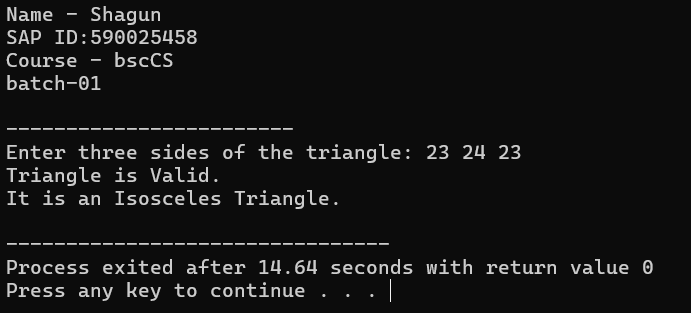 Name - Shagun
SAP ID:590025458
Course - bscCS
batch-01
------------------------
Enter three sides of the triangle: 23 24 23
Triangle is Valid.
It is an Isosceles Triangle.
--------------------------------
Process exited after 14.64 seconds with return value 0
Press any key to continue . . .